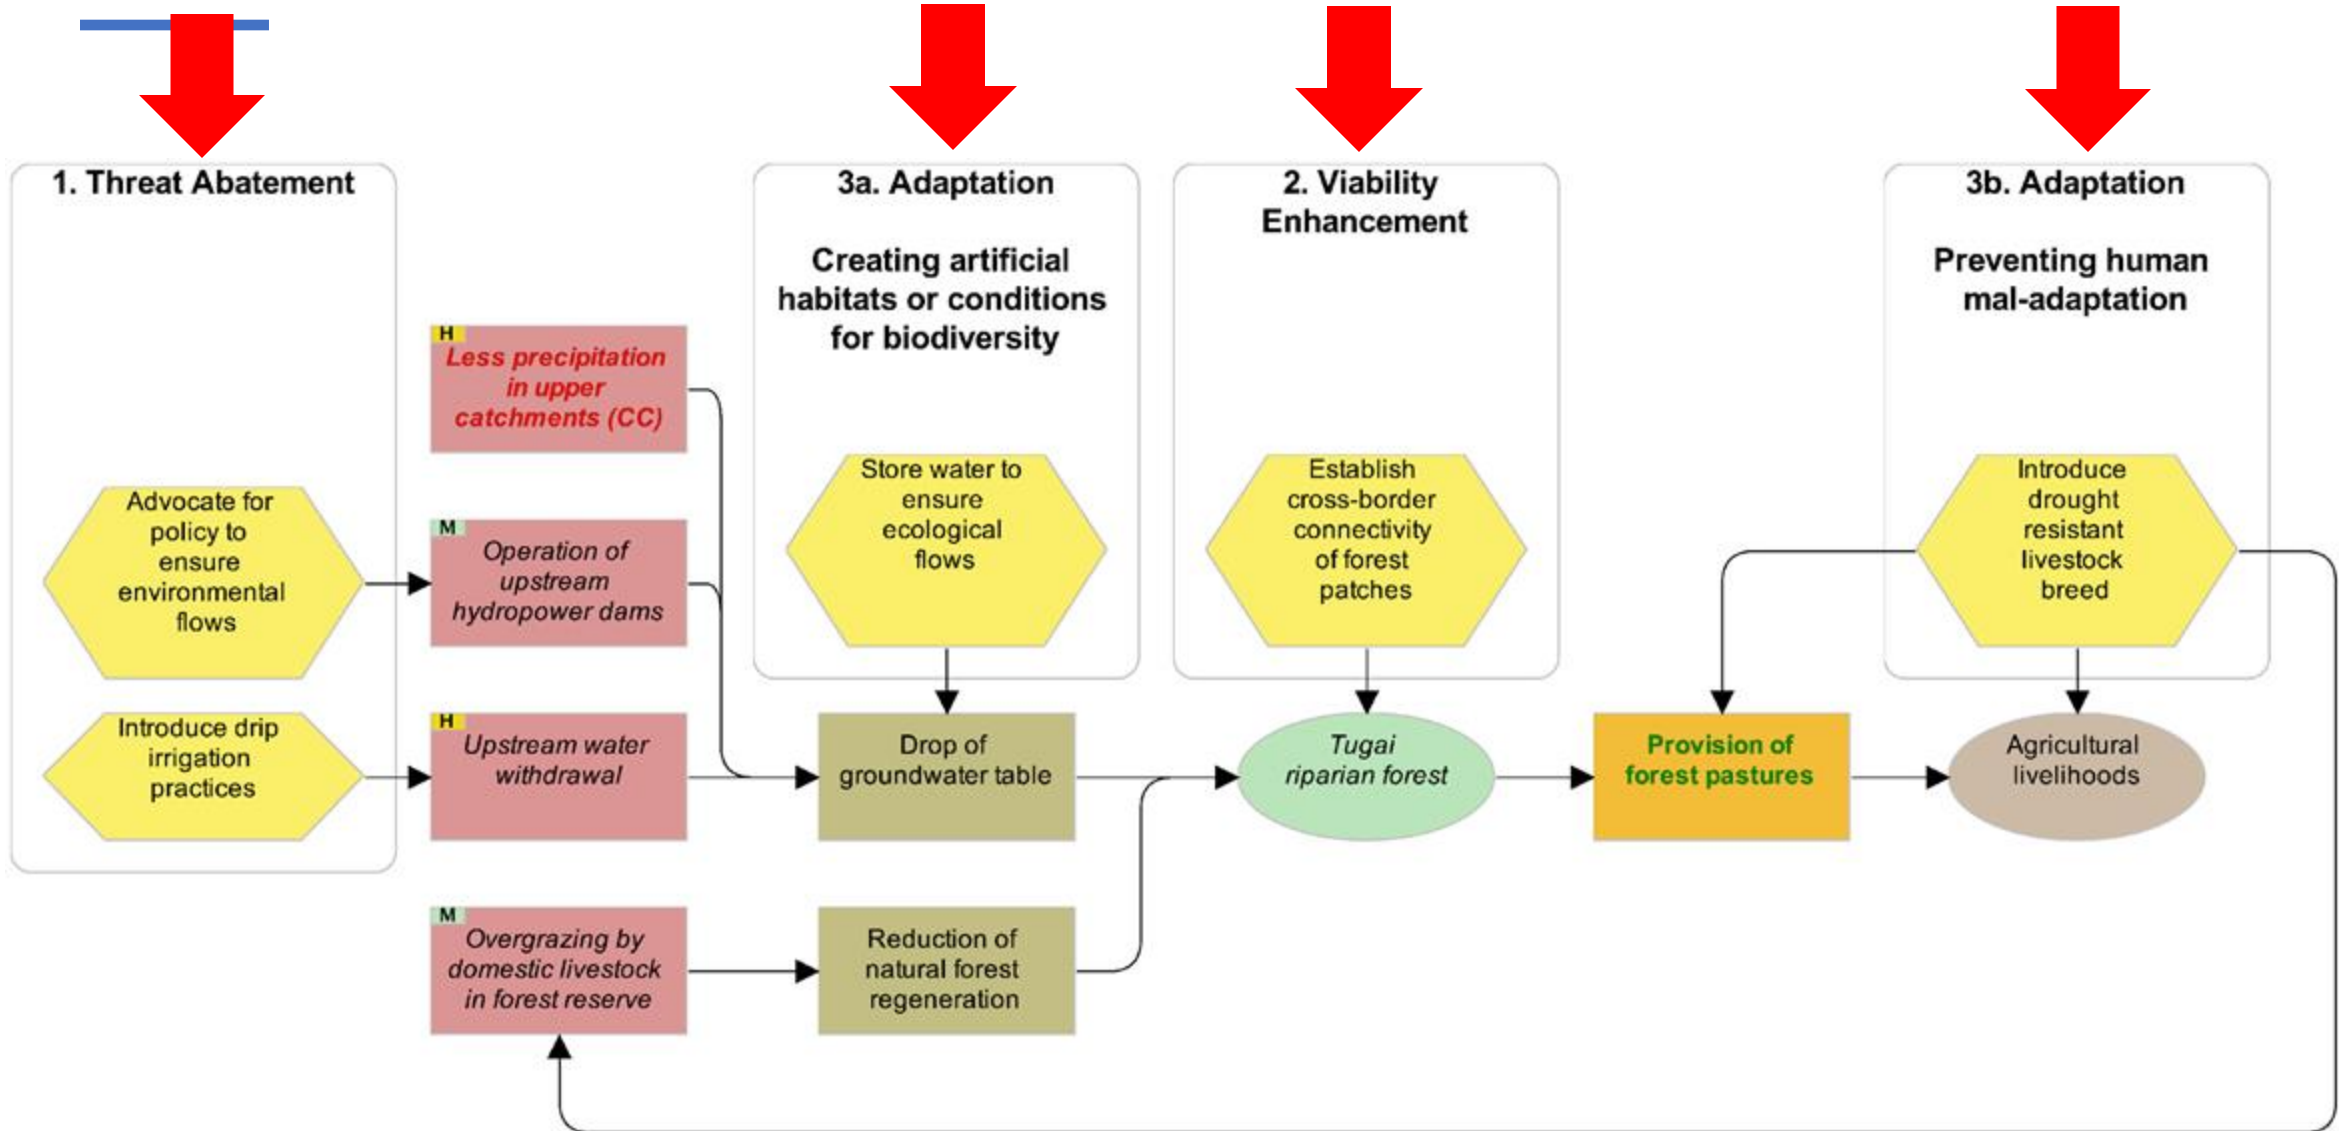 1. Threat Abatement
3a. Adaptation
Creating artificial
habitats or conditions
for biodiversity
2. Viability
Enhancement
3b. Adaptation
Preventing human
mal-adaptation
H
Less precipitation
in upper
catchments (CC)
Advocate for
policy to
ensure
environmental
flows
M
Operation of
upstream
hydropower dams
Store water to
ensure
ecological
flows
Establish
cross-border
connectivity
of forest
patches
Introduce
drought
resistant
livestock
breed
Introduce drip
irrigation
practices
H
Upstream water
withdrawal
Drop of
groundwater table
Tugai
riparian forest
Provision of
forest pastures
Agricultural
livelihoods
M
Overgrazing by
domestic livestock
in forest reserve
Reduction of
natural forest
regeneration